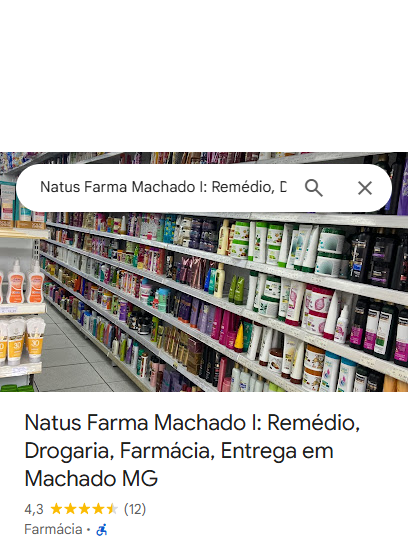 Natus Farma Machado I: Remédio, D
Natus Farma Machado I: Remédio,
Drogaria, Farmácia, Entrega em
Machado MG
4,3 (12)
Farmácia ·